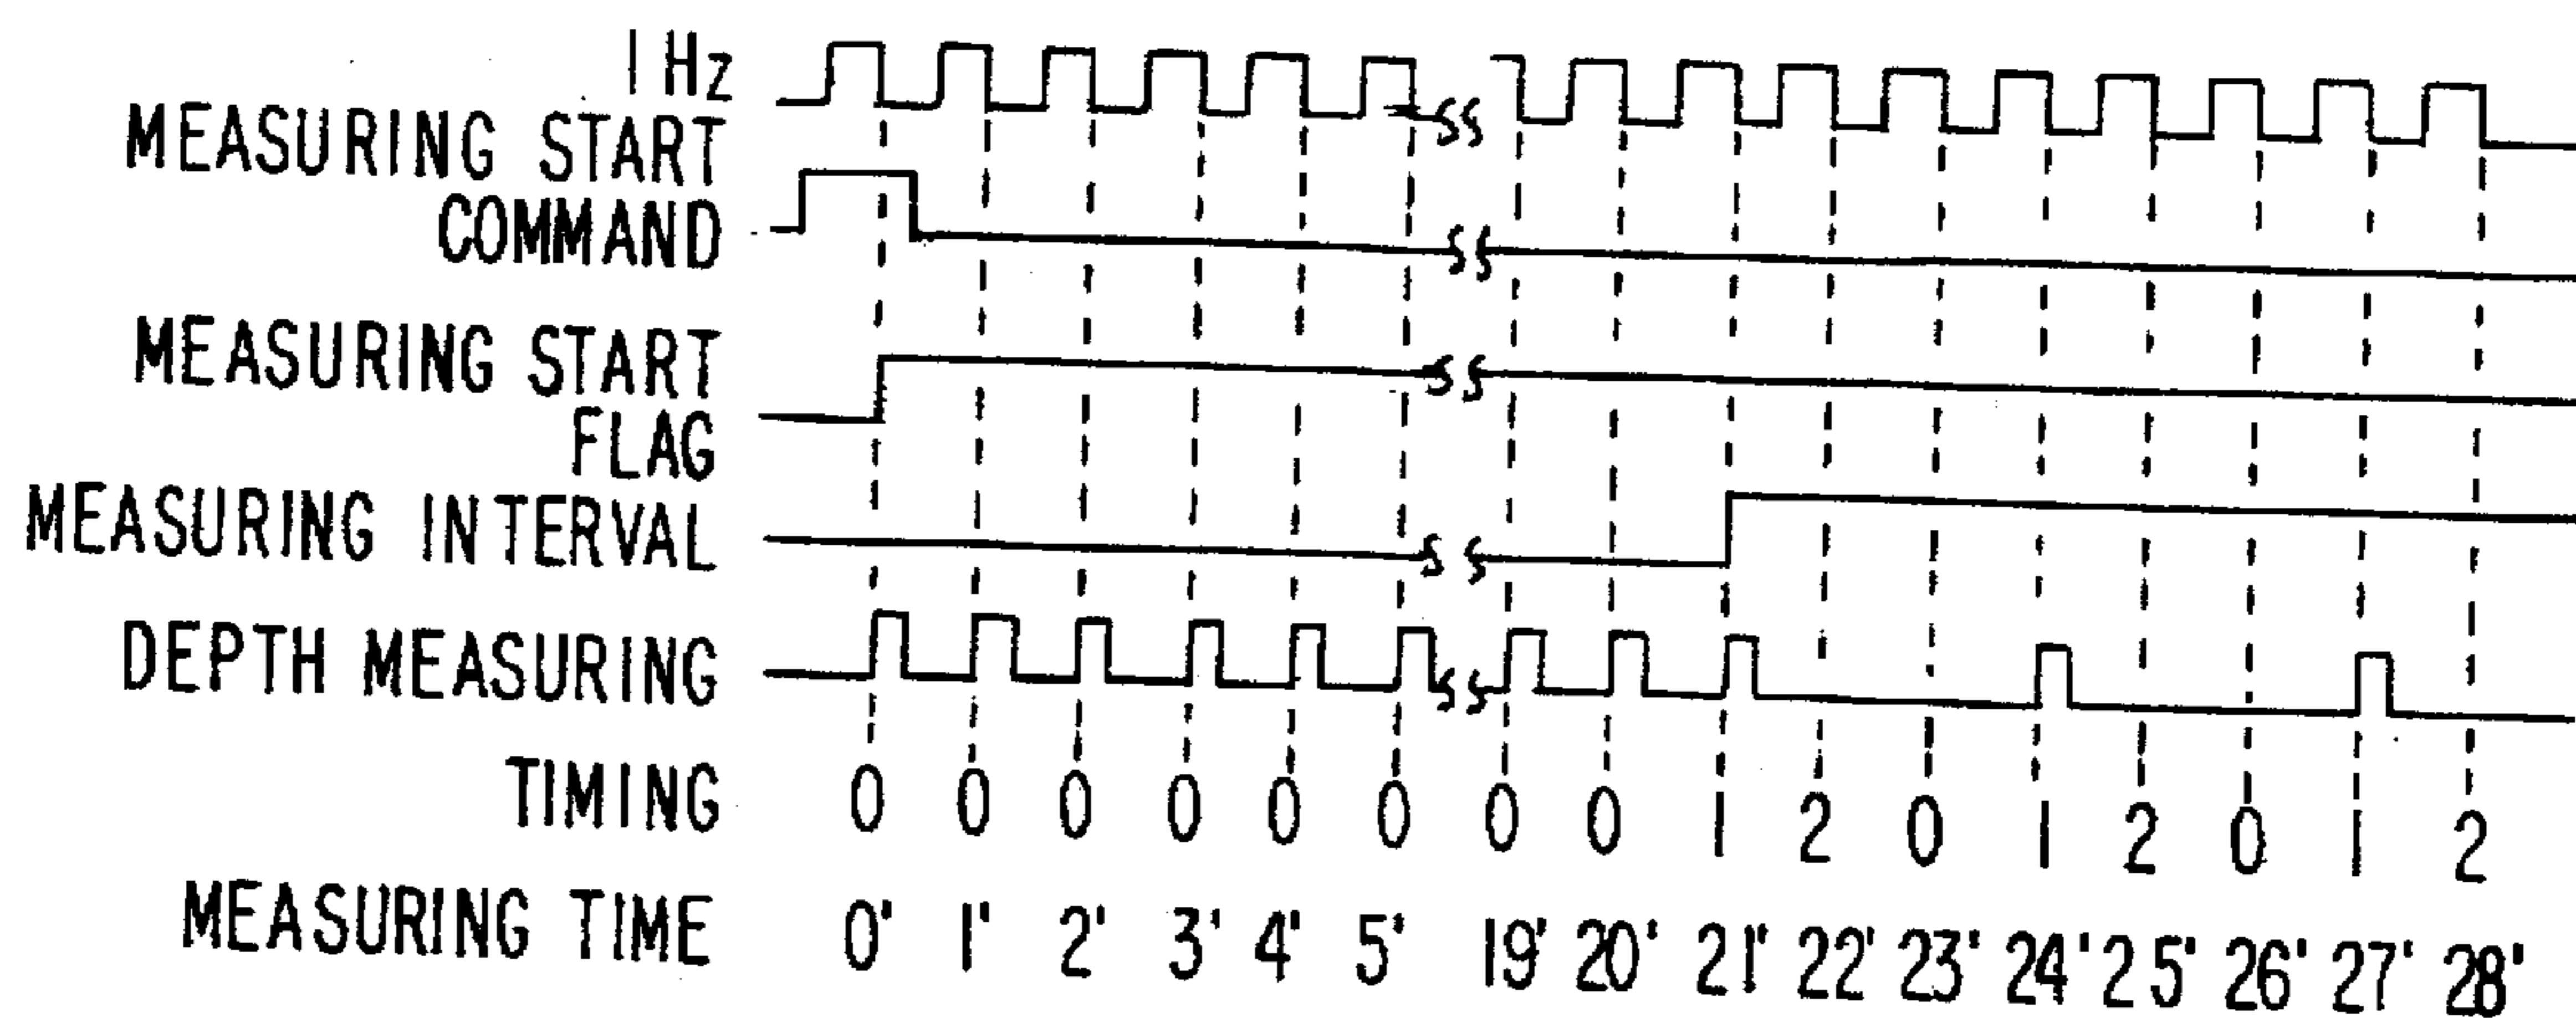 1 Hz
MEASURING START
COMMAND
MEASURING START
FLAG
MEASURING INTERVAL
DEPTH MEASURING
TIMING 0 0 0 0 0 0 0 0 1 2 0 1 2 0 1 2
MEASURING TIME 0' 1' 2' 3' 4' 5' 19' 20' 21' 22' 23' 24' 25' 26' 27' 28'